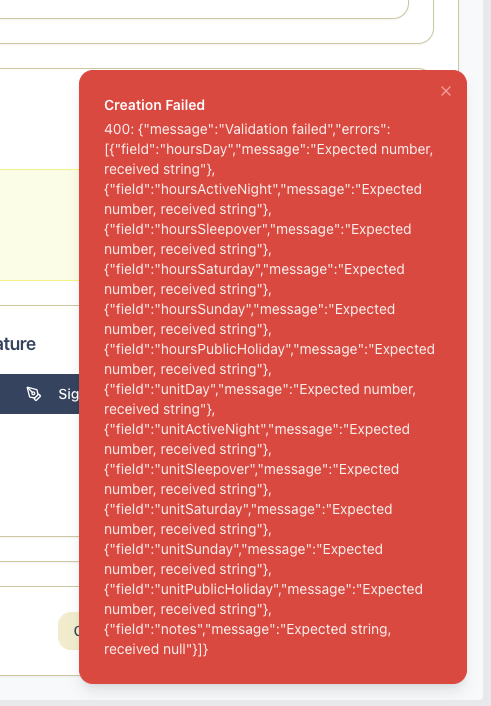 Creation Failed
400: {"message":"Validation failed","errors":
[{"field":"hoursDay","message":"Expected number,
received string"},
{"field":"hoursActiveNight","message":"Expected
number, received string"},
{"field":"hoursSleepover","message":"Expected
number, received string"},
{"field":"hoursSaturday","message":"Expected
number, received string"},
{"field":"hoursSunday","message":"Expected
number, received string"},
{"field":"hoursPublicHoliday","message":"Expected
number, received string"},
{"field":"unitDay","message":"Expected number,
received string"},
{"field":"unitActiveNight","message":"Expected
number, received string"},
{"field":"unitSleepover","message":"Expected
number, received string"},
{"field":"unitSaturday","message":"Expected
number, received string"},
{"field":"unitSunday","message":"Expected
number, received string"},
{"field":"unitPublicHoliday","message":"Expected
number, received string"},
{"field":"notes","message":"Expected string,
received null"}]}
ature
Sig